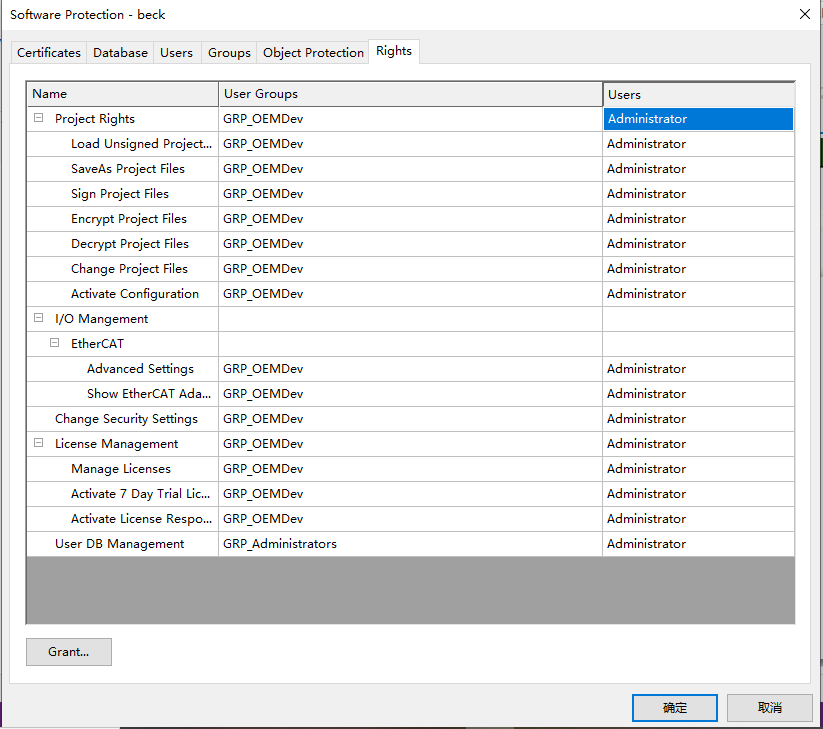 Software Protection - beck
Certificates Database Users Groups Object Protection Rights
Name User Groups Users
Project Rights GRP_OEMDev Administrator
Load Unsigned Project... GRP_OEMDev Administrator
SaveAs Project Files GRP_OEMDev Administrator
Sign Project Files GRP_OEMDev Administrator
Encrypt Project Files GRP_OEMDev Administrator
Decrypt Project Files GRP_OEMDev Administrator
Change Project Files GRP_OEMDev Administrator
Activate Configuration GRP_OEMDev Administrator
I/O Mangement
EtherCAT
Advanced Settings GRP_OEMDev Administrator
Show EtherCAT Ada... GRP_OEMDev Administrator
Change Security Settings GRP_OEMDev Administrator
License Management GRP_OEMDev Administrator
Manage Licenses GRP_OEMDev Administrator
Activate 7 Day Trial Lic... GRP_OEMDev Administrator
Activate License Respo... GRP_OEMDev Administrator
User DB Management GRP_Administrators Administrator
Grant...
确定 取消